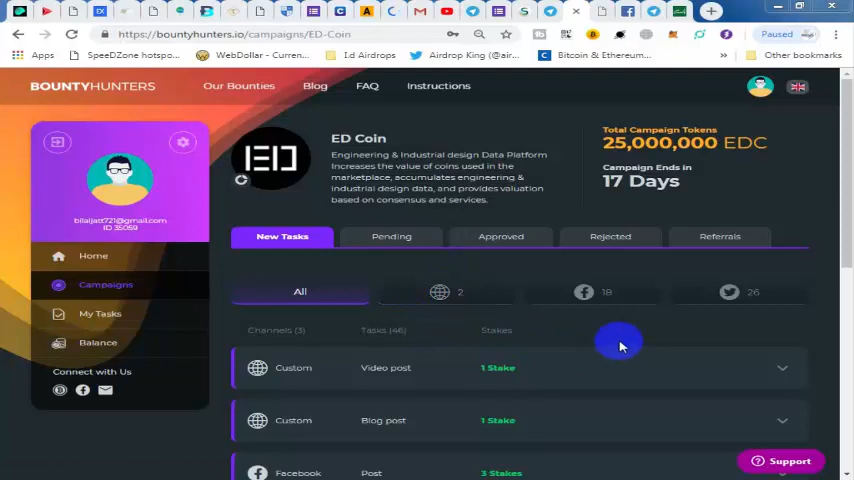 Paused
https://bountyhunters.io/campaigns/ED-Coin
Apps
SpeeDZone hotspo...
WebDollar - Curren...
I.d Airdrops
Airdrop King (@air...
Bitcoin & Ethereum...
Other bookmarks
BOUNTYHUNTERS
Our Bounties
Blog
FAQ
Instructions
bilaljatt721@gmail.com
ID 35059
Home
Campaigns
My Tasks
Balance
Connect with Us
ED Coin
Engineering & Industrial design Data Platform
Increases the value of coins used in the
marketplace, accumulates engineering &
industrial design data, and provides valuation
based on consensus and services.
Total Campaign Tokens
25,000,000 EDC
Campaign Ends in
17 Days
New Tasks
Pending
Approved
Rejected
Referrals
All
2
18
26
Channels (3)
Tasks (46)
Stakes
Custom
Video post
1 Stake
Custom
Blog post
1 Stake
Facebook
Post
3 Stakes
Support